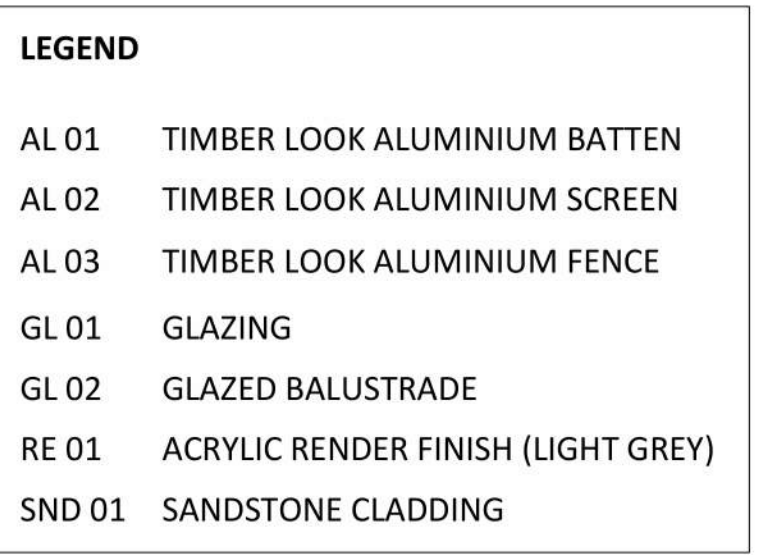 LEGEND
AL 01 TIMBER LOOK ALUMINIUM BATTEN
AL 02 TIMBER LOOK ALUMINIUM SCREEN
AL 03 TIMBER LOOK ALUMINIUM FENCE
GL 01 GLAZING
GL 02 GLAZED BALUSTRADE
RE 01 ACRYLIC RENDER FINISH (LIGHT GREY)
SND 01 SANDSTONE CLADDING